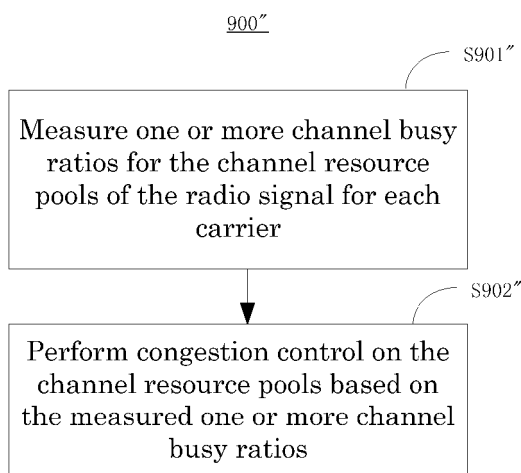 900″
S901″
Measure one or more channel busy
ratios for the channel resource
pools of the radio signal for each
carrier
S902″
Perform congestion control on the
channel resource pools based on
the measured one or more channel
busy ratios